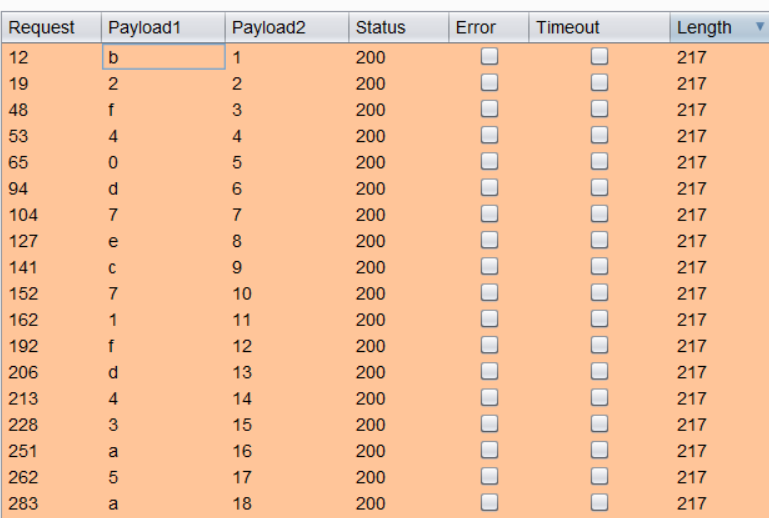 Request Payload1 Payload2 Status Error Timeout Length
12 b 1 200 217
19 2 2 200 217
48 f 3 200 217
53 4 4 200 217
65 0 5 200 217
94 d 6 200 217
104 7 7 200 217
127 e 8 200 217
141 c 9 200 217
152 7 10 200 217
162 1 11 200 217
192 f 12 200 217
206 d 13 200 217
213 4 14 200 217
228 3 15 200 217
251 a 16 200 217
262 5 17 200 217
283 a 18 200 217